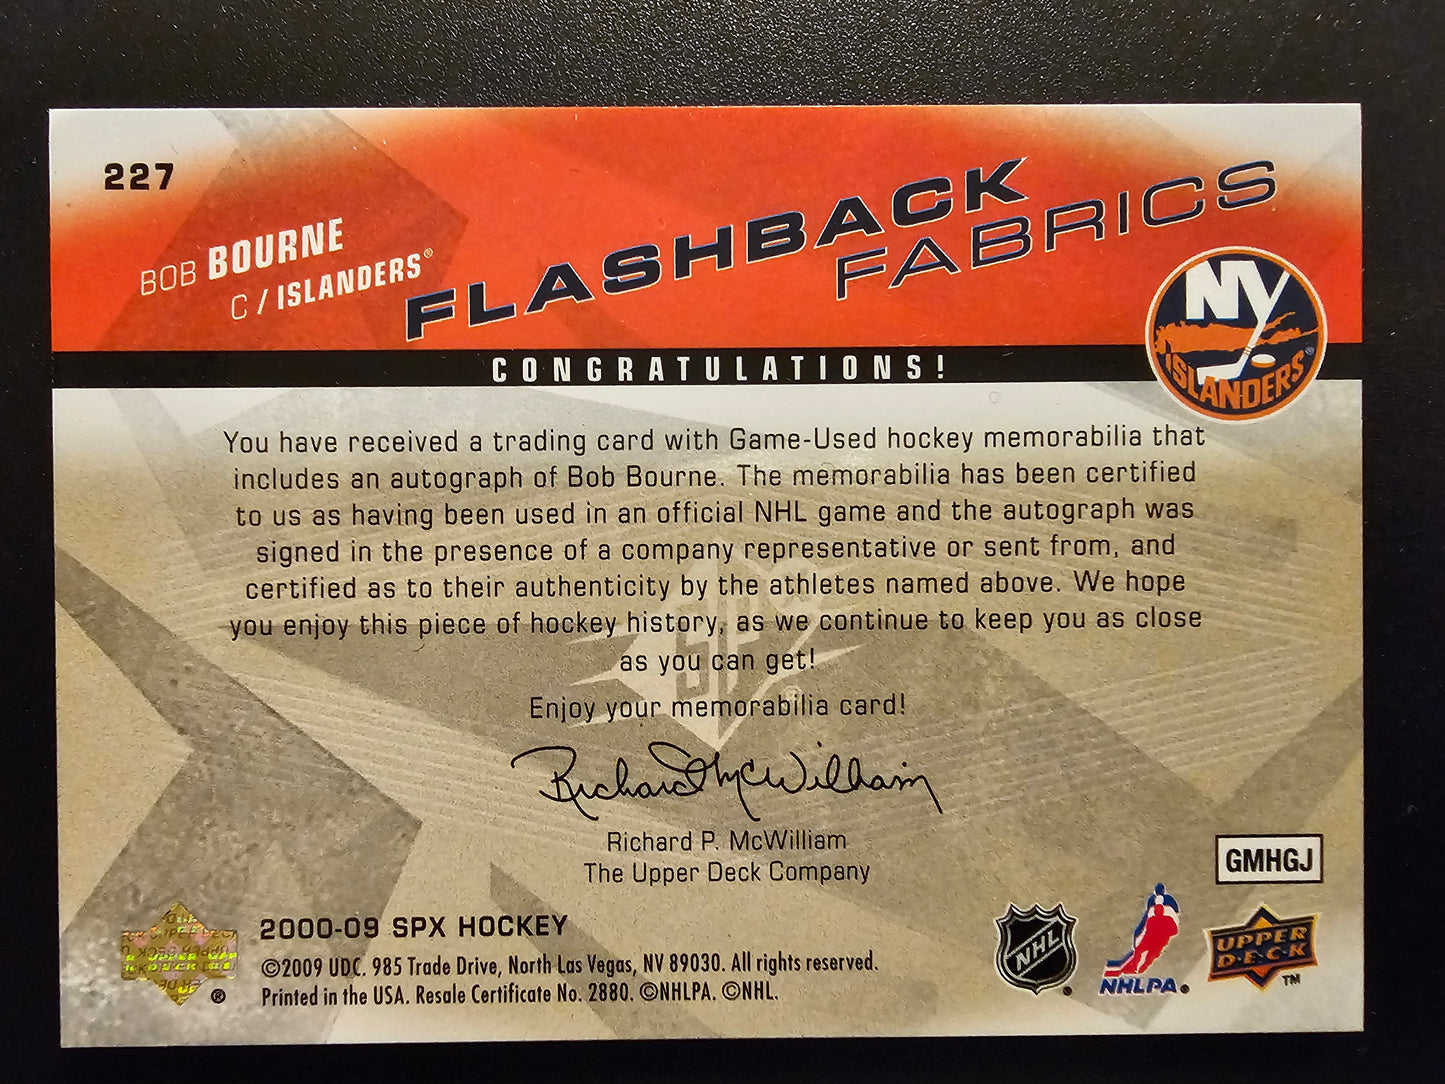 227
BOB BOURNE
C / ISLANDERS®
FLASHBACK
FABRICS
NY
ISLANDERS®
CONGRATULATIONS!
You have received a trading card with Game-Used hockey memorabilia that
includes an autograph of Bob Bourne. The memorabilia has been certified
to us as having been used in an official NHL game and the autograph was
signed in the presence of a company representative or sent from, and
certified as to their authenticity by the athletes named above. We hope
you enjoy this piece of hockey history, as we continue to keep you as close
as you can get!
Enjoy your memorabilia card!
Richard McWilliam
Richard P. McWilliam
The Upper Deck Company
GMHGJ
2000-09 SPX HOCKEY
©2009 UDC. 985 Trade Drive, North Las Vegas, NV 89030. All rights reserved.
Printed in the USA. Resale Certificate No. 2880. ©NHLPA. ©NHL.
®
NHL ®
NHLPA®
UPPER
DECK
TM